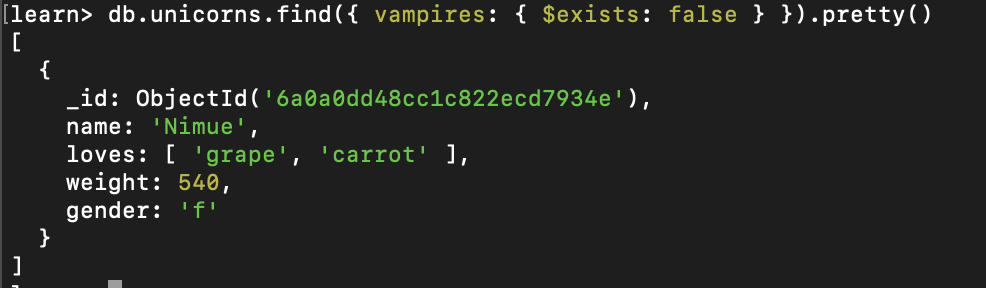 [learn> db.unicorns.find({ vampires: { $exists: false } }).pretty()
[
  {
    _id: ObjectId('6a0a0dd48cc1c822ecd7934e'),
    name: 'Nimue',
    loves: [ 'grape', 'carrot' ],
    weight: 540,
    gender: 'f'
  }
]